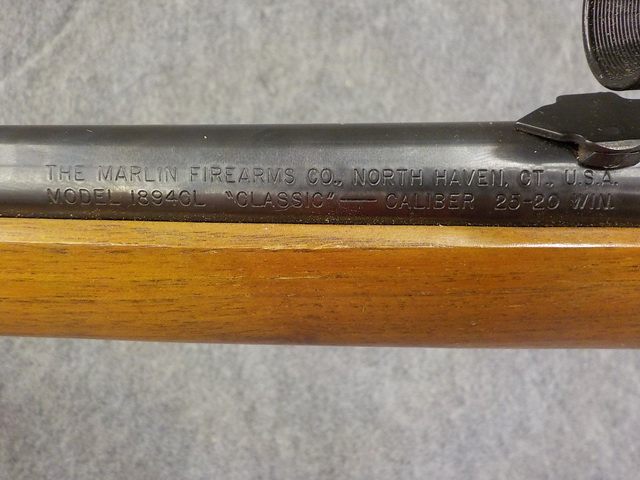 THE MARLIN FIREARMS CO., NORTH HAVEN, CT., U.S.A.
MODEL 1894CL "CLASSIC" — CALIBER 25-20 WIN.